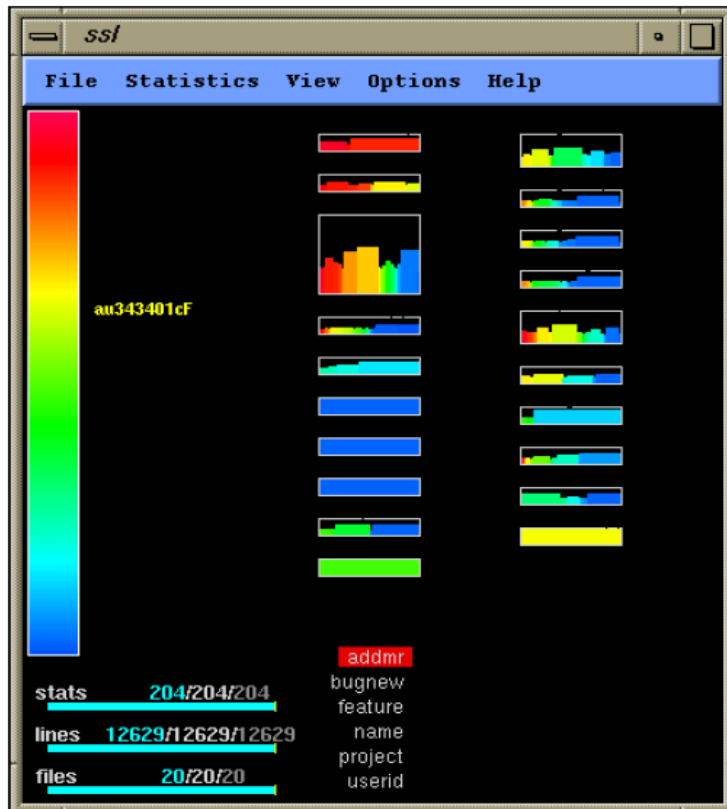 ssl
File Statistics View Options Help
au343401cF
addmr
bugnew
feature
name
project
userid
stats 204/204/204
lines 12629/12629/12629
files 20/20/20